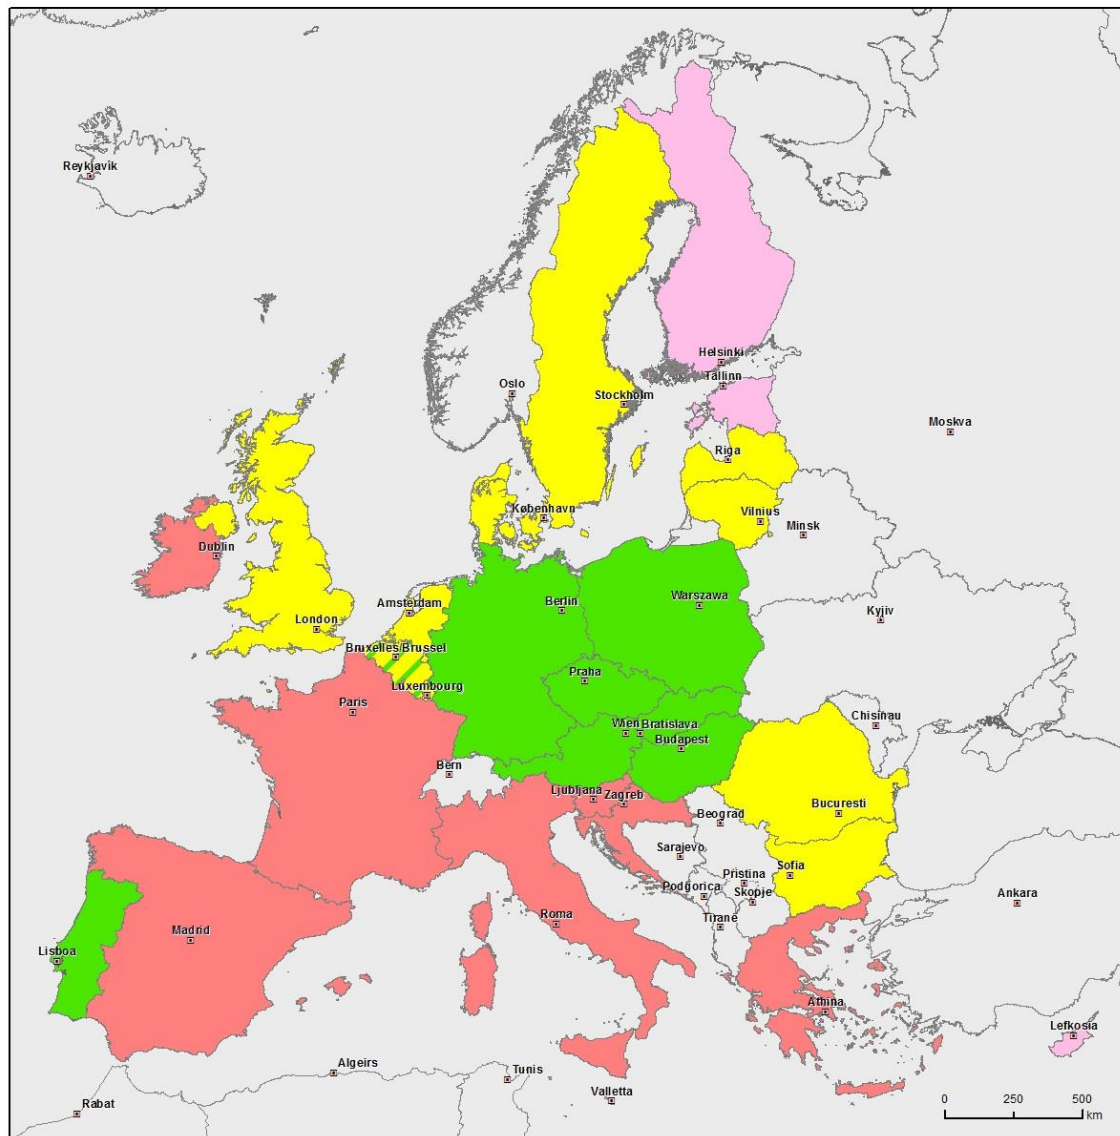 Reykjavik
Helsinki
Tallinn
Oslo
Stockholm
Moskva
Riga
København
Vilnius
Minsk
Dublin
Amsterdam
Berlin
Warszawa
Kyjiv
London
Bruxelles/Brussel
Praha
Luxembourg
Paris
Wien
Bratislava
Chisinau
Budapest
Bern
Ljubljana
Zagreb
Bucuresti
Beograd
Sarajevo
Sofia
Pristina
Podgorica
Skopje
Ankara
Roma
Tirane
Madrid
Lisboa
Athina
Lefkosia
Algeirs
Tunis
Valletta
Rabat
0 250 500
km